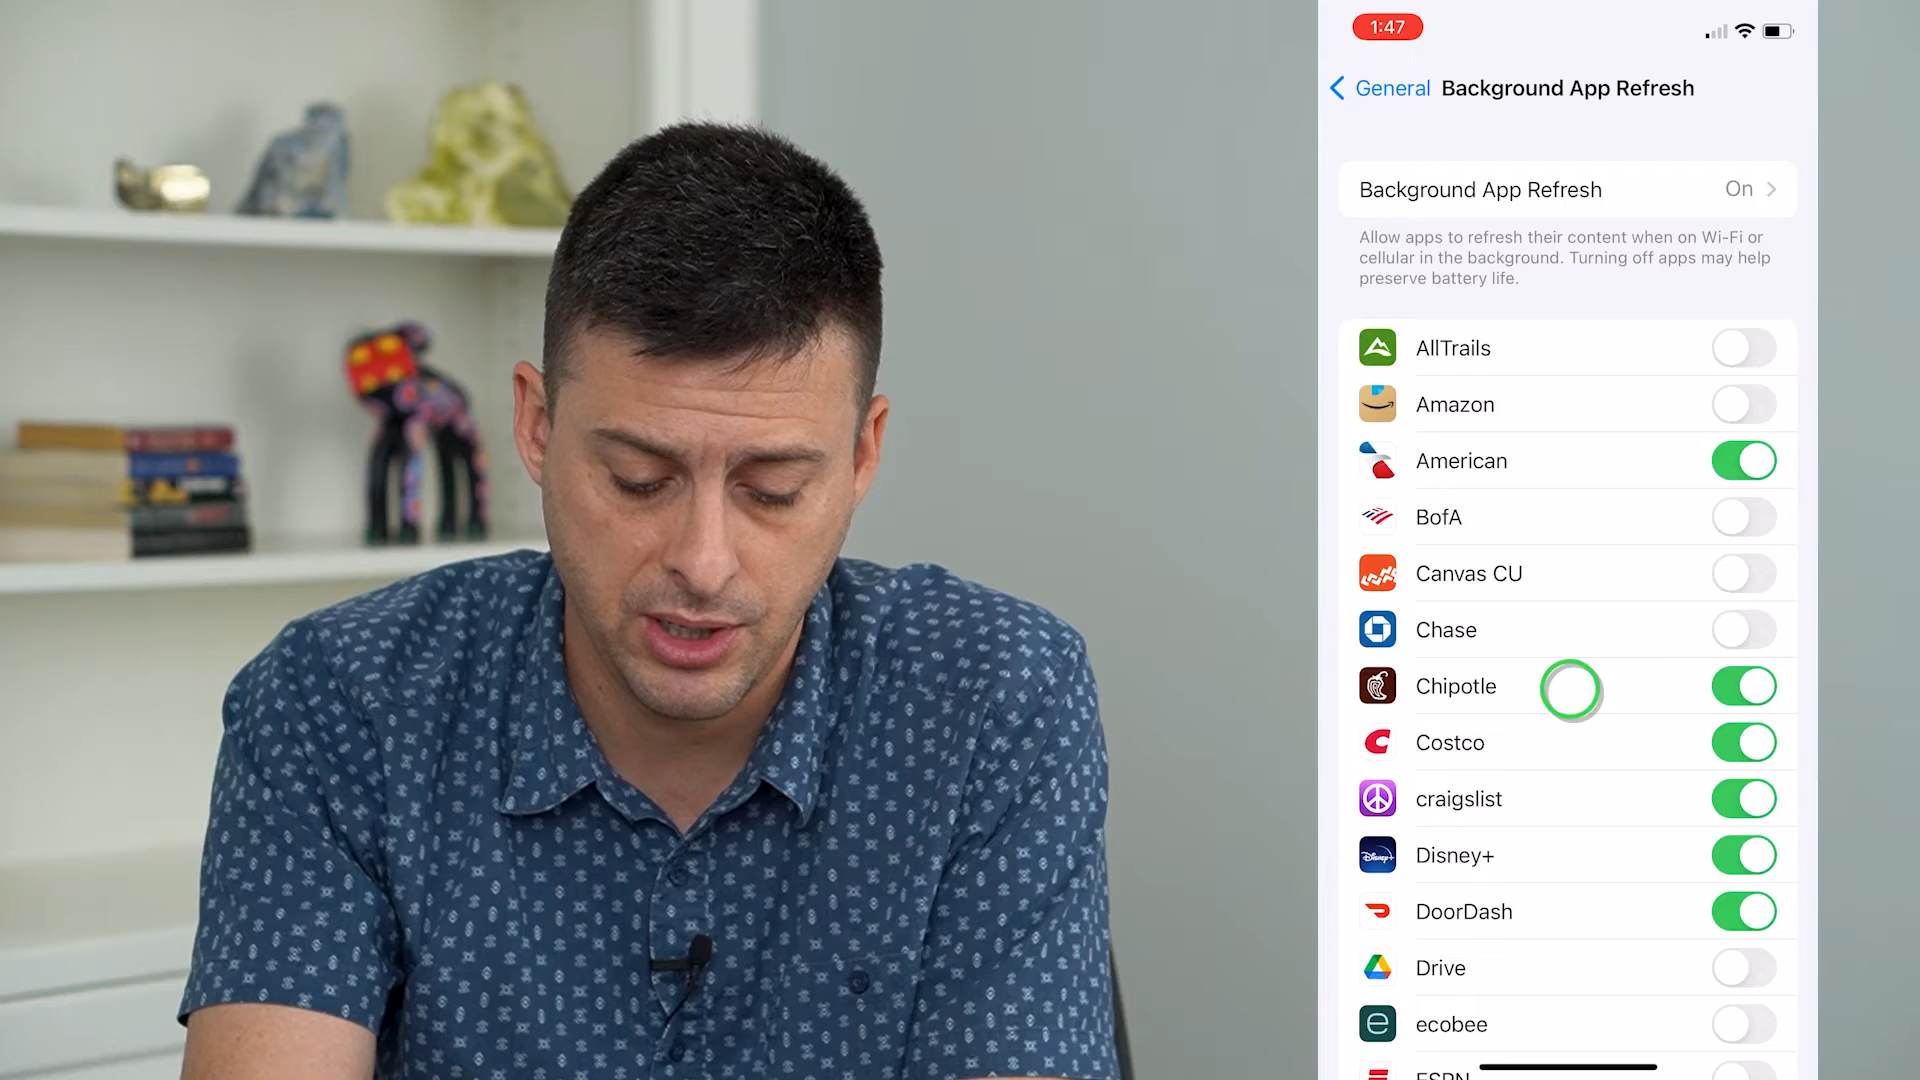 1:47
General Background App Refresh
Background App Refresh On
Allow apps to refresh their content when on Wi-Fi or
cellular in the background. Turning off apps may help
preserve battery life.
AllTrails
Amazon
American
BofA
Canvas CU
Chase
Chipotle
Costco
craigslist
Disney+
Disney+
DoorDash
Drive
e
ecobee
ESPN